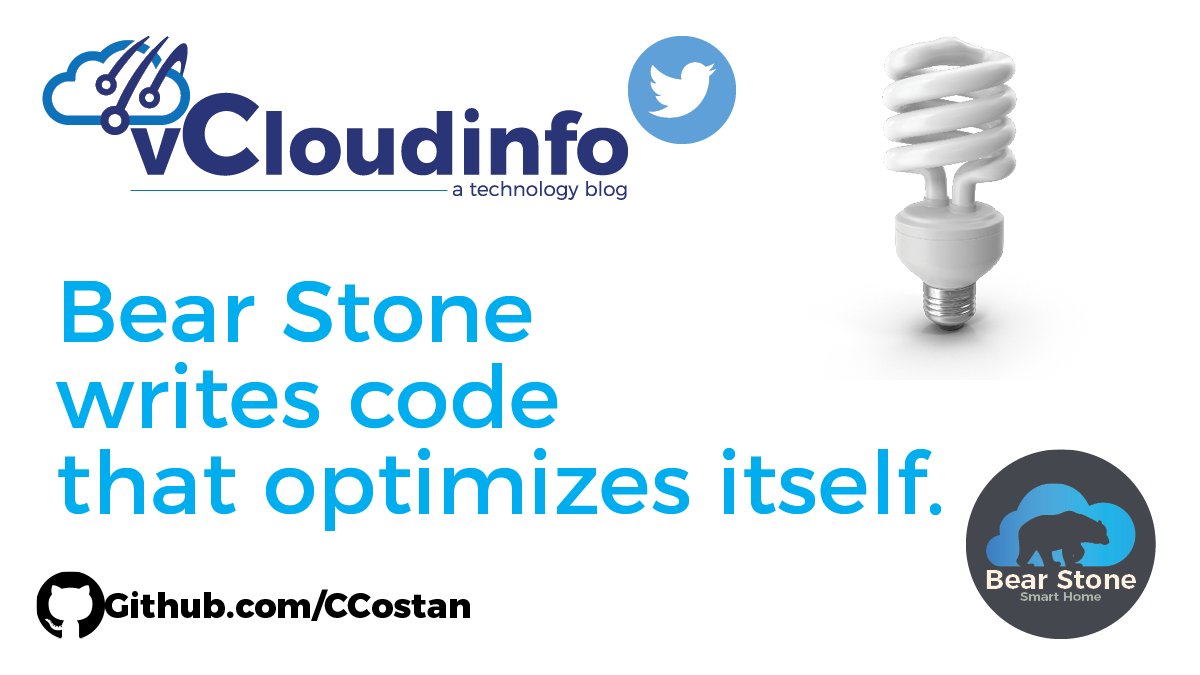 vCloudinfo
a technology blog
Bear Stone
writes code
that optimizes itself.
Bear Stone
Smart Home
Github.com/CCostan